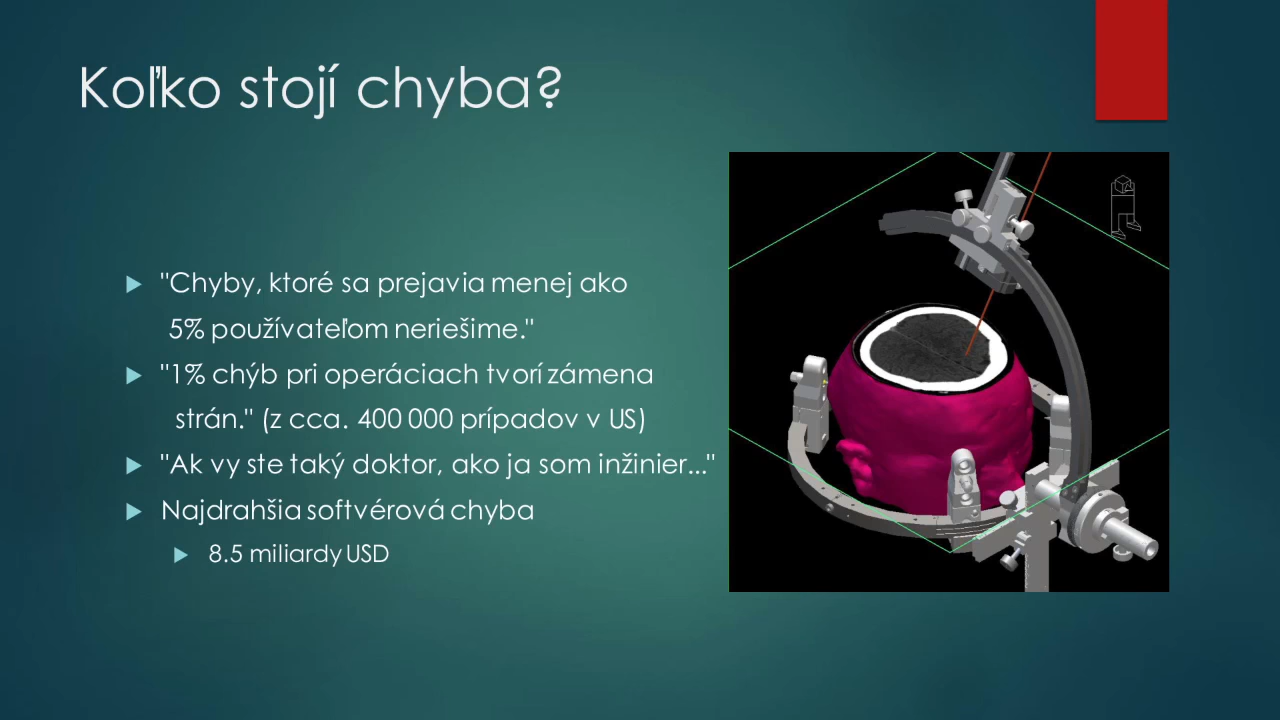 Koľko stojí chyba?
"Chyby, ktoré sa prejavia menej ako
5% používateľom neriešime."
"1% chýb pri operáciach tvorí zámena
strán." (z cca. 400 000 prípadov v US)
"Ak vy ste taký doktor, ako ja som inžinier..."
Najdrahšia softvérová chyba
8.5 miliardy USD